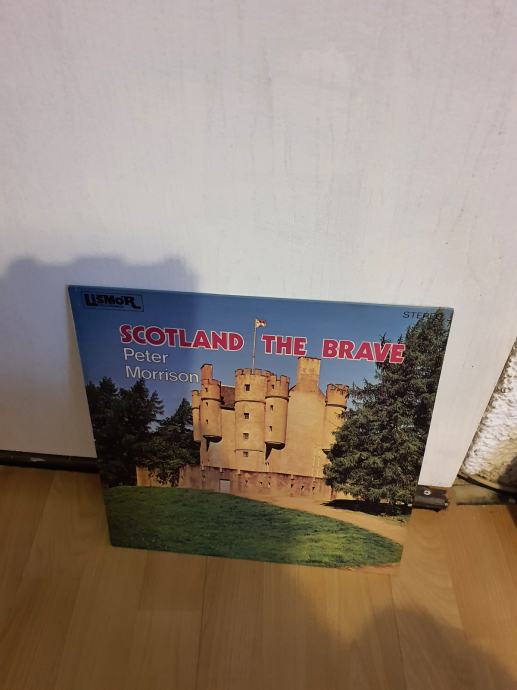 LISMOR
STEREO
SCOTLAND THE BRAVE
Peter
Morrison